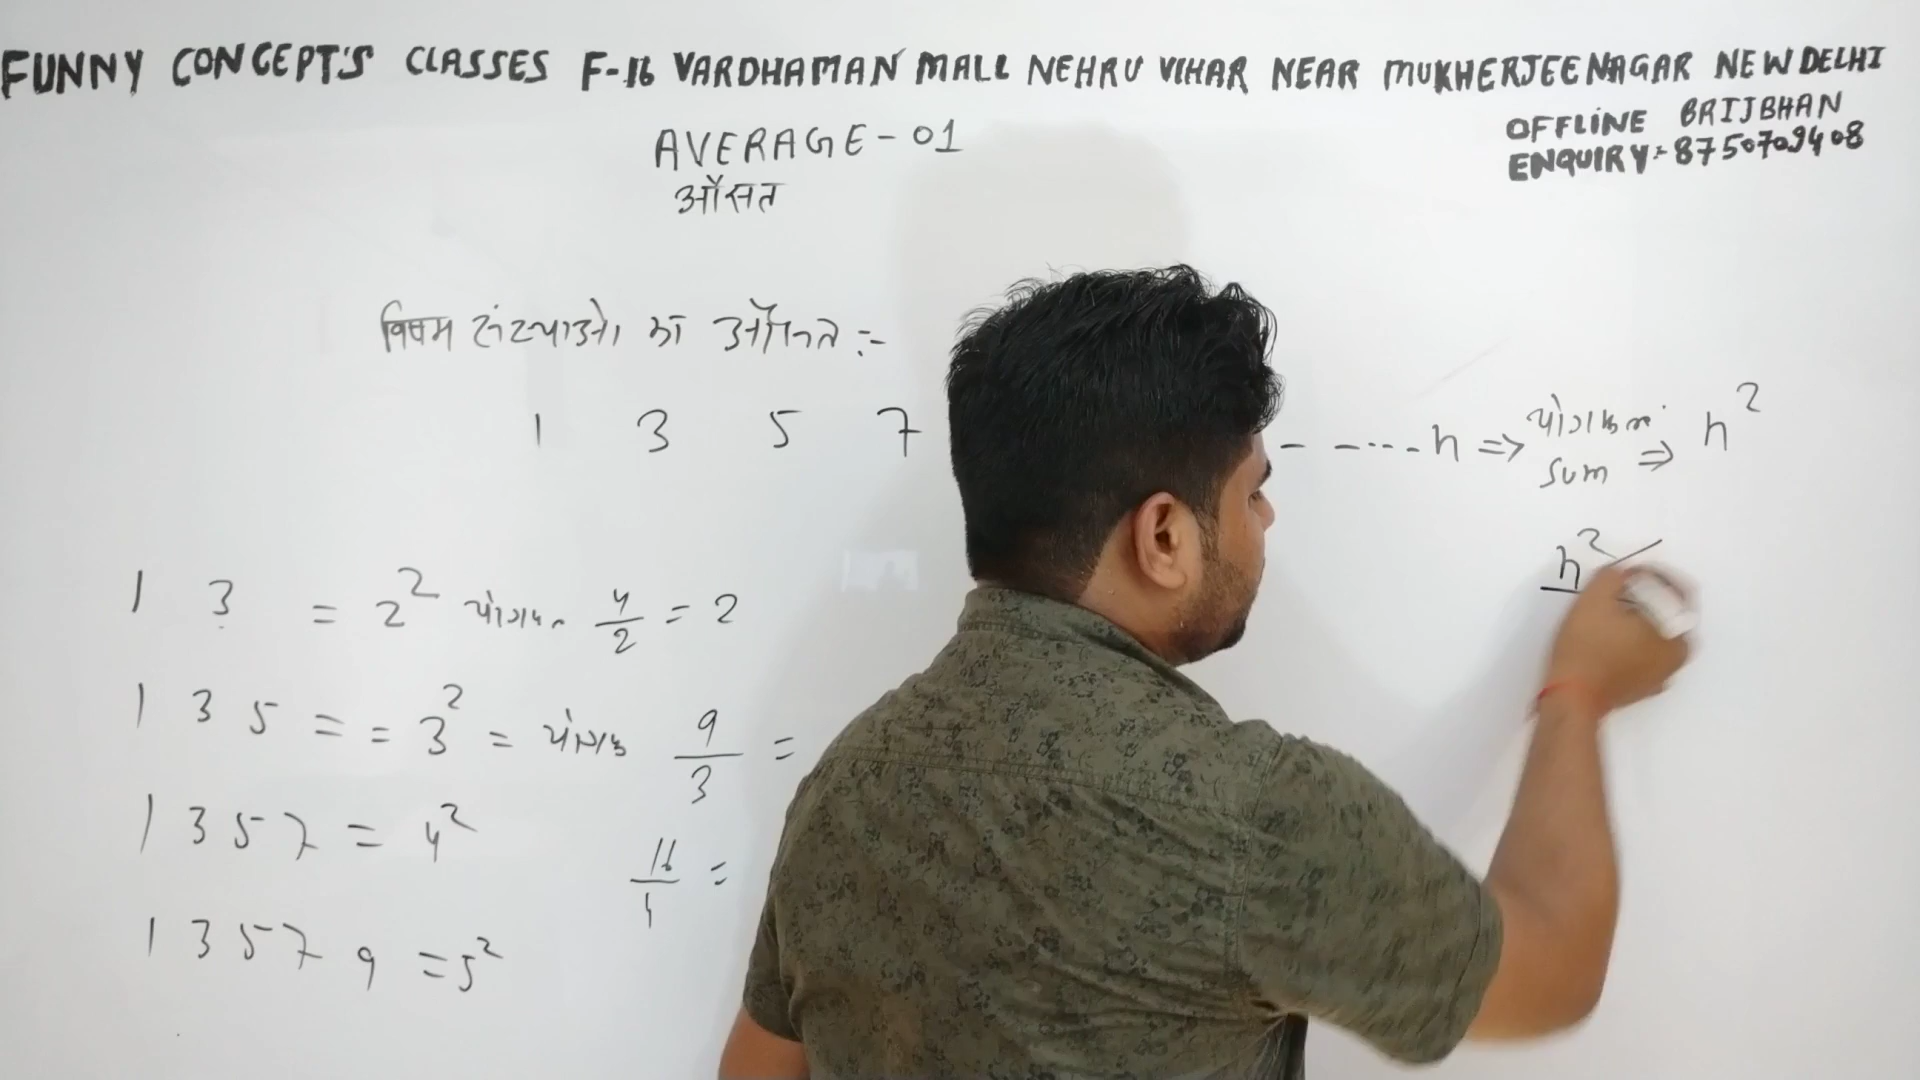 FUNNY CONCEPT'S CLASSES F-16 VARDHAMAN MALL NEHRU VIHAR NEAR MUKHERJEE NAGAR NEW DELHI
OFFLINE BRIJBHAN
ENQUIRY:- 8750709408
AVERAGE-01
औसत
विषम संख्याओ का औसत :-
1 3 5 7 - ---- n ⇒ योगफल sum ⇒ n²
n²
1 3 = 2² योगफल 4/2 = 2
1 3 5 = = 3² = योगफ 9/3 =
1 3 5 7 = 4² 16/ =
1 3 5 7 9 = 5²